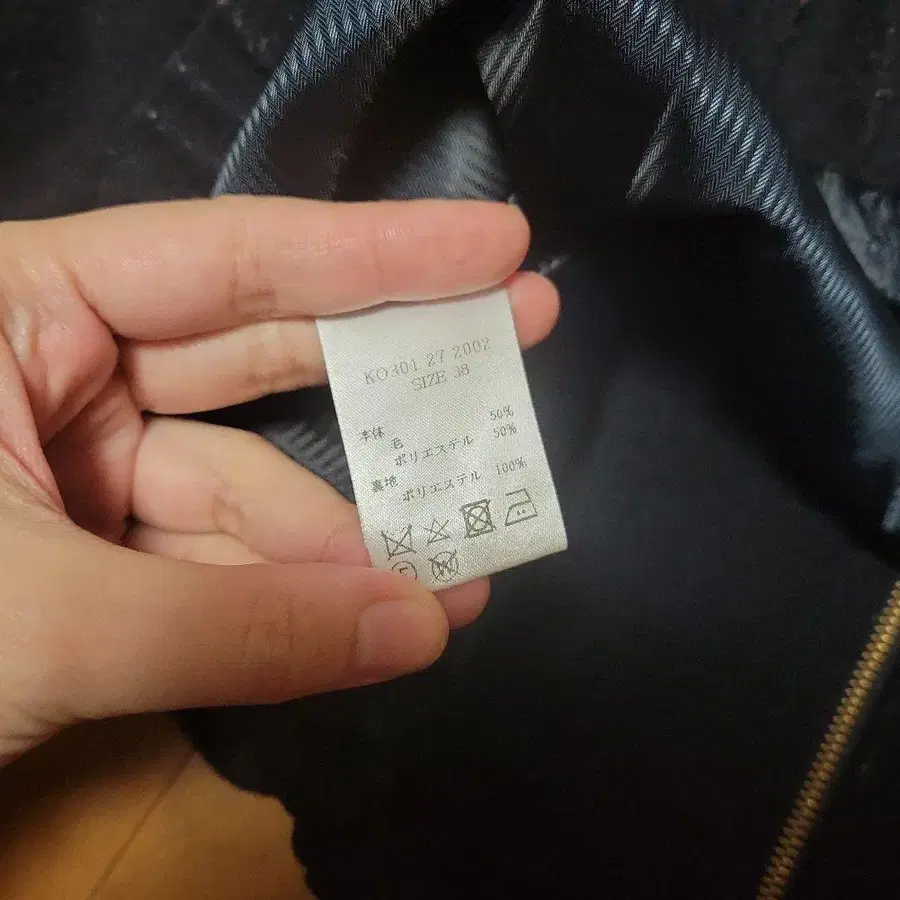 KOd01 27 2002
SIZE 38
本体 毛 50%
ポリエステル 50%
裏地 ポリエステル 100%